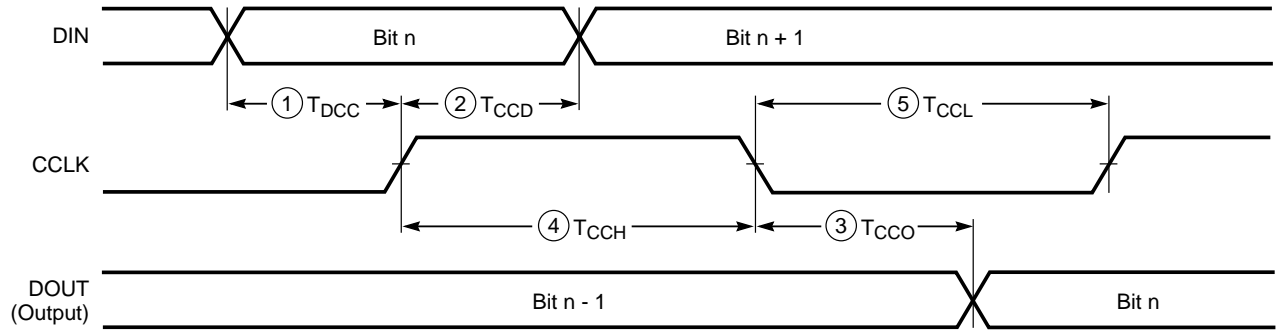 DIN
Bit n
Bit n + 1
1 TDCC
2 TCCD
5 TCCL
CCLK
4 TCCH
3 TCCO
DOUT
(Output)
Bit n - 1
Bit n